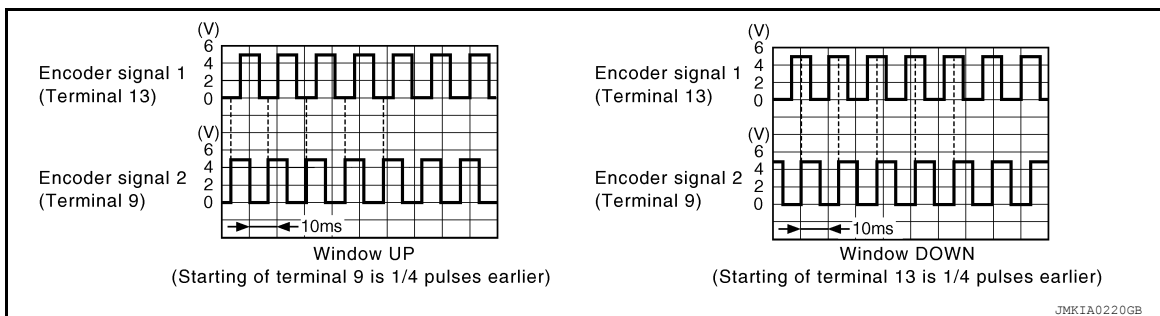 (V)
6
4
2
0
Encoder signal 1
(Terminal 13)
(V)
6
4
2
0
Encoder signal 2
(Terminal 9)
10ms
Window UP
(Starting of terminal 9 is 1/4 pulses earlier)
(V)
6
4
2
0
Encoder signal 1
(Terminal 13)
(V)
6
4
2
0
Encoder signal 2
(Terminal 9)
10ms
Window DOWN
(Starting of terminal 13 is 1/4 pulses earlier)
JMKIA0220GB